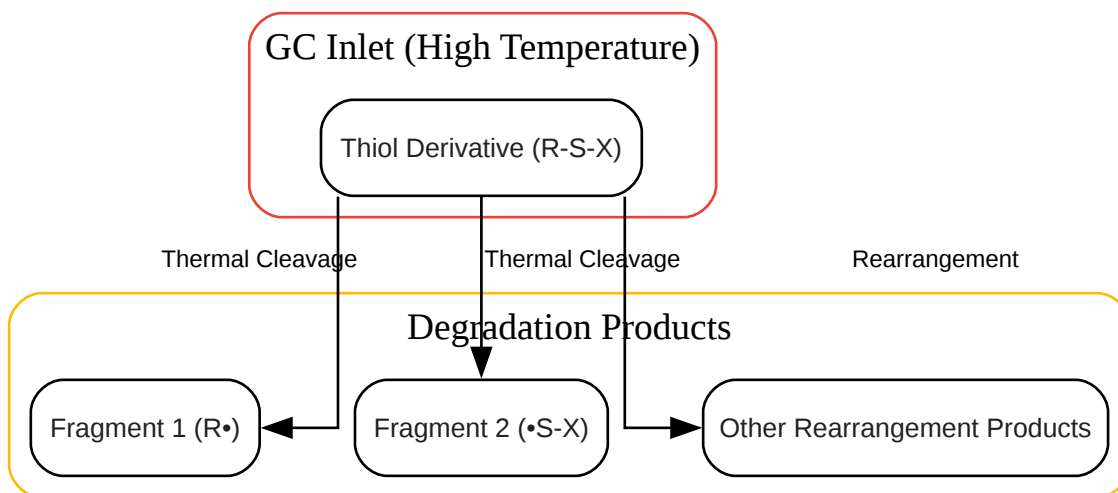 GC Inlet (High Temperature)
Thiol Derivative (R-S-X)
Thermal Cleavage
Thermal Cleavage
Rearrangement
Degradation Products
Fragment 1 (R•)
Fragment 2 (•S-X)
Other Rearrangement Products